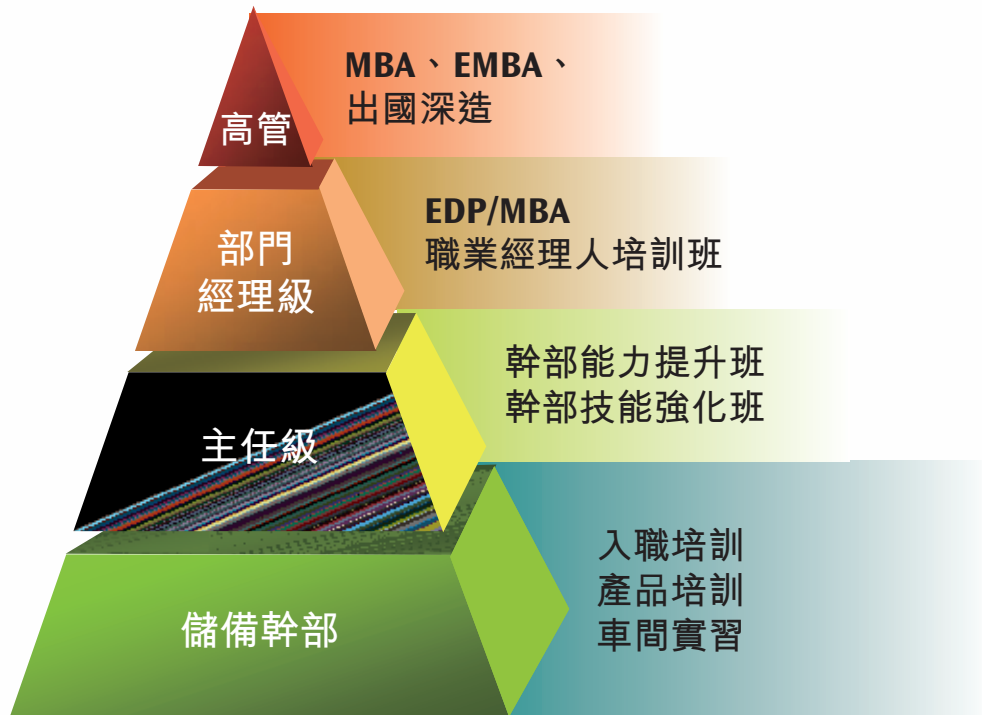 高管
MBA、EMBA、
出國深造
部門
經理級
EDP/MBA
職業經理人培訓班
主任級
幹部能力提升班
幹部技能強化班
儲備幹部
入職培訓
產品培訓
車間實習